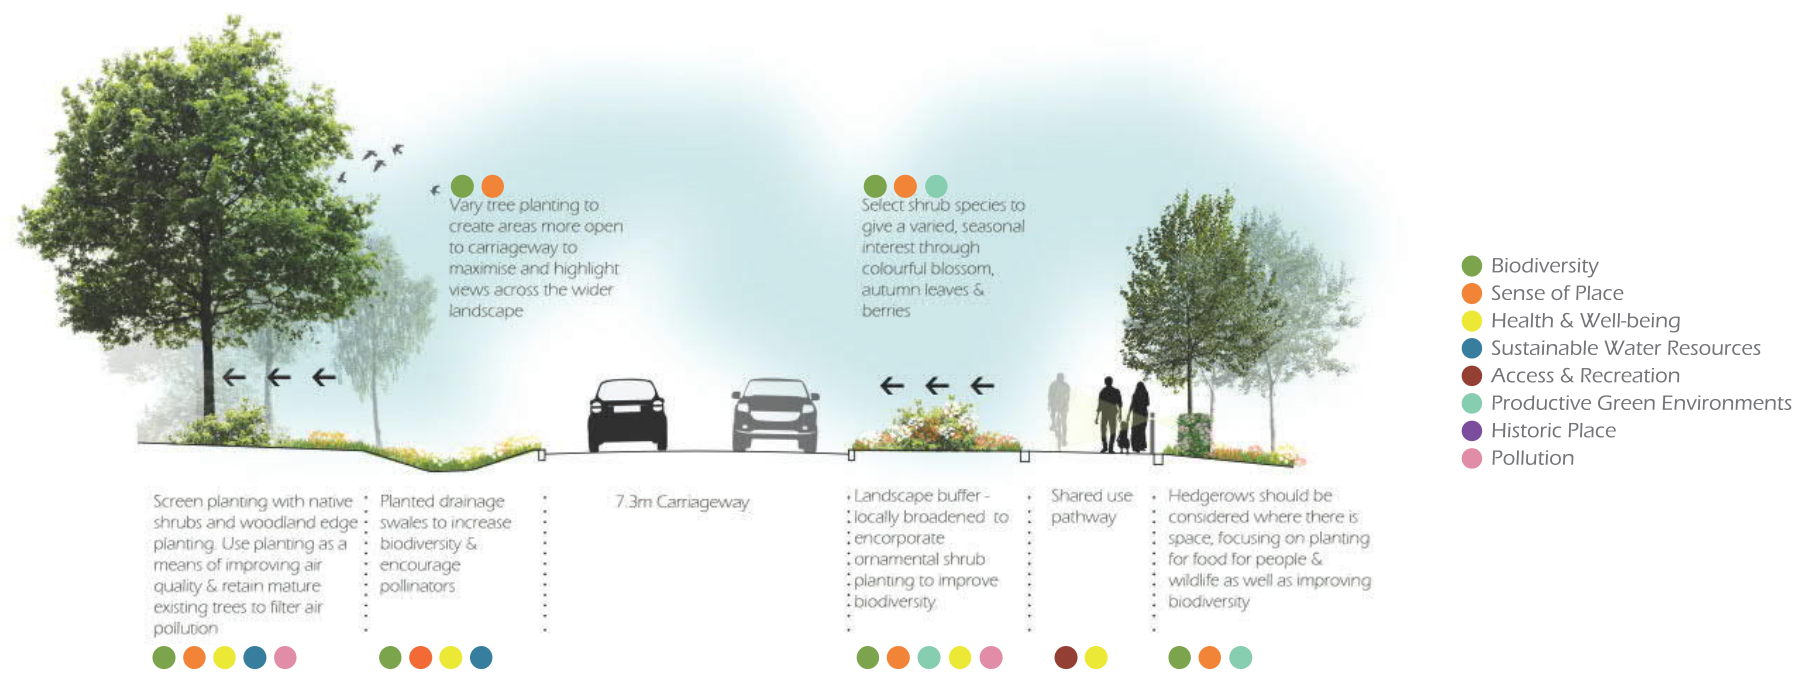 Vary tree planting to
create areas more open
to carriageway to
maximise and highlight
views across the wider
landscape
Select shrub species to
give a varied, seasonal
interest through
colourful blossom,
autumn leaves &
berries
Biodiversity
Sense of Place
Health & Well-being
Sustainable Water Resources
Access & Recreation
Productive Green Environments
Historic Place
Pollution
Screen planting with native
shrubs and woodland edge
planting. Use planting as a
means of improving air
quality & retain mature
existing trees to filter air
pollution
Planted drainage
swales to increase
biodiversity &
encourage
pollinators
7.3m Carriageway
Landscape buffer -
locally broadened to
encorporate
ornamental shrub
planting to improve
biodiversity.
Shared use
pathway
Hedgerows should be
considered where there is
space, focusing on planting
for food for people &
wildlife as well as improving
biodiversity